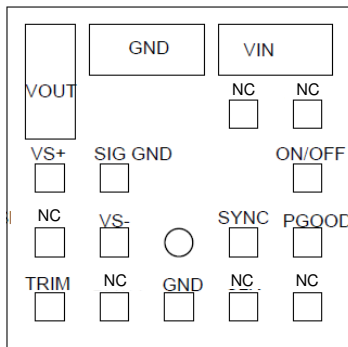 GND VIN
VOUT NC NC
VS+ SIG GND ON/OFF
NC VS- SYNC PGOOD
TRIM NC GND NC NC